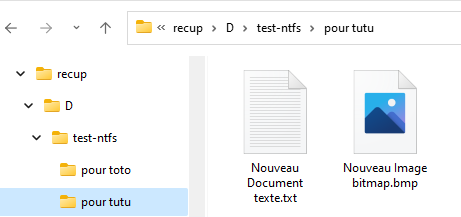 « recup > D > test-ntfs > pour tutu >
recup
D
test-ntfs
pour toto
pour tutu
Nouveau
Document
texte.txt
Nouveau Image
bitmap.bmp